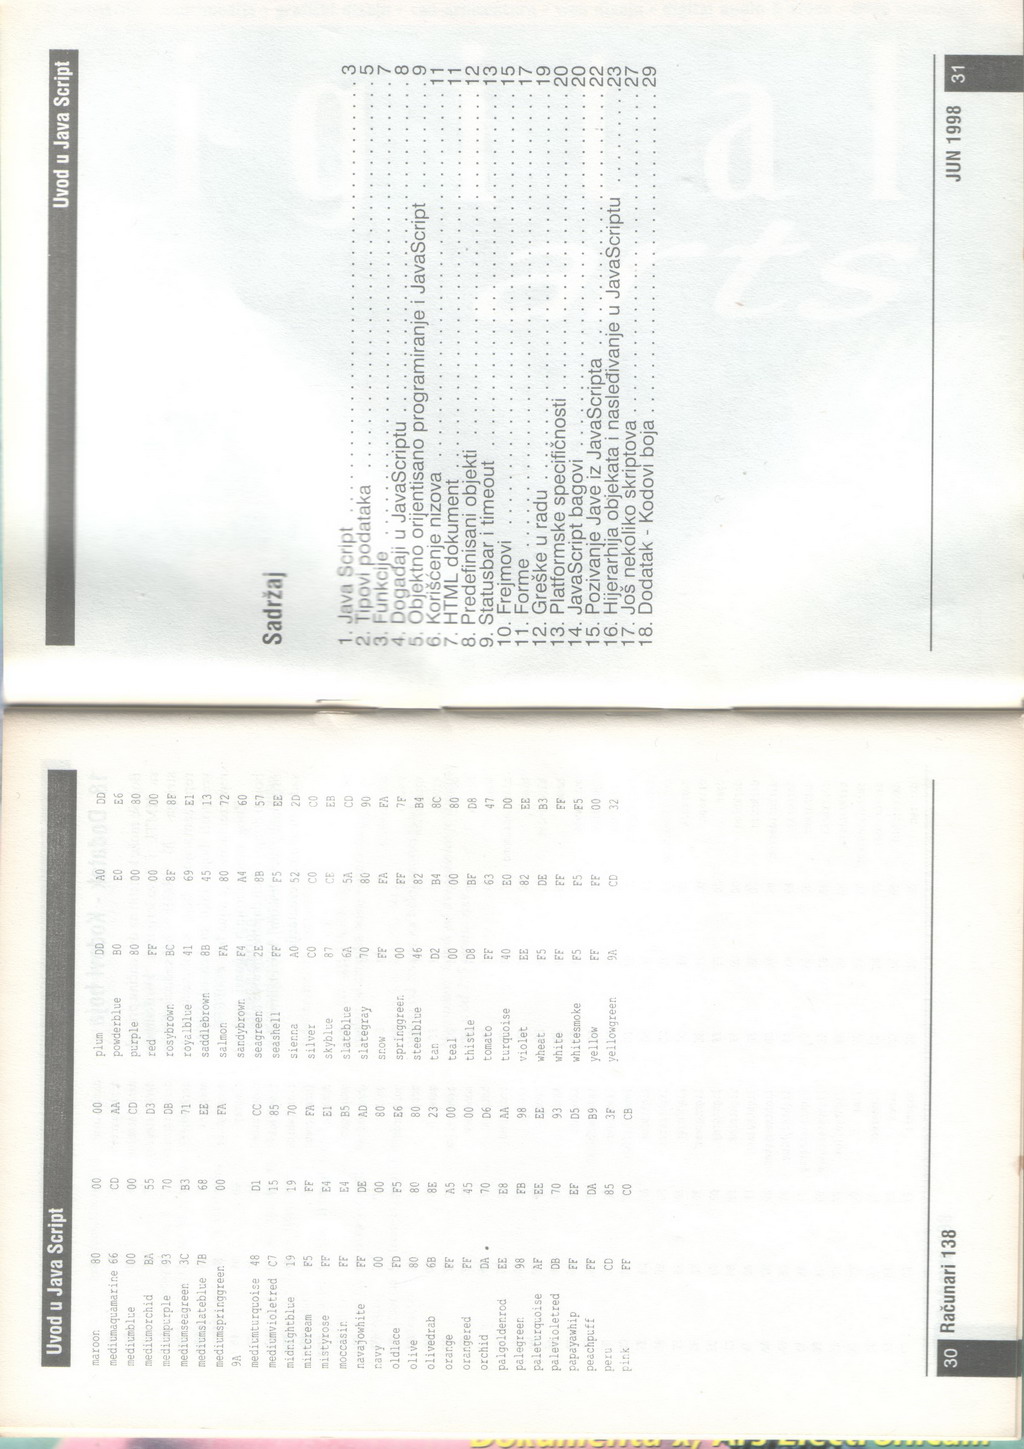 Uvod u Java Script
maroon 80 00 00
mediumaquamarine 66 CD AA
mediumblue 00 00 CD
mediumorchid BA 55 D3
mediumpurple 93 70 DB
mediumseagreen 3C B3 71
mediumslateblue 7B 68 EE
mediumspringgreen 00 FA
9A
mediumturquoise 48 D1 CC
mediumvioletred C7 15 85
midnightblue 19 19 70
mintcream F5 FF FA
mistyrose FF E4 E1
moccasin FF E4 B5
navajowhite FF DE AD
navy 00 00 80
oldlace FD F5 E6
olive 80 80 80
olivedrab 6B 8E 23
orange FF A5 00
orangered FF 45 00
orchid DA 70 D6
palgoldenrod EE E8 AA
palegreen 98 FB 98
paleturquoise AF EE EE
palevioletred DB 70 93
papayawhip FF EF D5
peachpuff FF DA B9
peru CD 85 3F
pink FF C0 CB
plum DD A0 DD
powderblue B0 E0 E6
purple 80 00 80
red FF 00 00
rosybrown BC 8F 8F
royalblue 41 69 E1
saddlebrown 8B 45 13
salmon FA 80 72
sandybrown F4 A4 60
seagreen 2E 8B 57
seashell FF F5 EE
sienna A0 52 2D
silver C0 C0 C0
skyblue 87 CE EB
slateblue 6A 5A CD
slategray 70 80 90
snow FF FA FA
springgreen 00 FF 7F
steelblue 46 82 B4
tan D2 B4 8C
teal 00 00 80
thistle D8 BF D8
tomato FF 63 47
turquoise 40 E0 D0
violet EE 82 EE
wheat F5 DE B3
white FF FF FF
whitesmoke F5 F5 F5
yellow FF FF 00
yellowgreen 9A CD 32
30 Računari 138
Uvod u Java Script
Sadržaj
1. Java Script . . . 3
2. Tipovi podataka . . . 5
3. Funkcije . . . 7
4. Događaji u JavaScriptu . . . 8
5. Objektno orijentisano programiranje i JavaScript . . . 9
6. Korišćenje nizova . . . 11
7. HTML dokument . . . 11
8. Predefinisani objekti . . . 12
9. Statusbar i timeout . . . 13
10. Frejmovi . . . 15
11. Forme . . . 17
12. Greške u radu . . . 19
13. Platformske specifičnosti . . . 20
14. JavaScript bagovi . . . 20
15. Pozivanje Jave iz JavaScripta . . . 22
16. Hijerarhija objekata i nasleđivanje u JavaScriptu . . . 23
17. Još nekoliko skriptova . . . 27
18. Dodatak - Kodovi boja . . . 29
JUN 1998 31